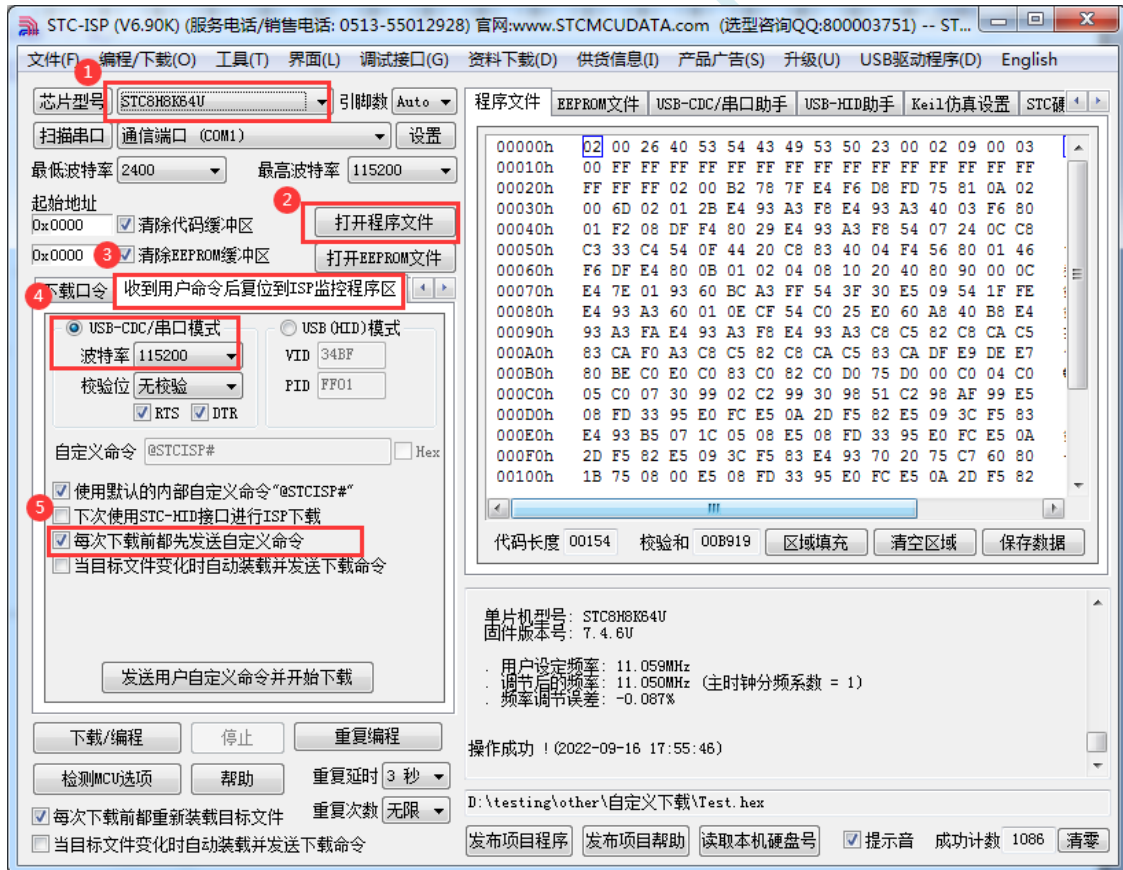 STC-ISP (V6.90K) (服务电话/销售电话: 0513-55012928) 官网:www.STCMCUDATA.com (选型咨询QQ:800003751) -- ST...
文件(F) 编程/下载(O) 工具(T) 界面(L) 调试接口(G) 资料下载(D) 供货信息(I) 产品广告(S) 升级(U) USB驱动程序(D) English
1
芯片型号 STC8H8K64U 引脚数 Auto
扫描串口 通信端口 (COM1) 设置
最低波特率 2400 最高波特率 115200
起始地址
2
0x0000 清除代码缓冲区 打开程序文件
0x0000 3 清除EEPROM缓冲区 打开EEPROM文件
4 下载口令 收到用户命令后复位到ISP监控程序区
USB-CDC/串口模式 USB(HID)模式
波特率 115200 VID 34BF
校验位 无校验 PID FF01
RTS DTR
自定义命令 @STCISP# Hex
使用默认的内部自定义命令"@STCISP#"
5
下次使用STC-HID接口进行ISP下载
每次下载前都先发送自定义命令
当目标文件变化时自动装载并发送下载命令
发送用户自定义命令并开始下载
下载/编程 停止 重复编程
检测MCU选项 帮助 重复延时 3 秒
每次下载前都重新装载目标文件 重复次数 无限
当目标文件变化时自动装载并发送下载命令
程序文件 EEPROM文件 USB-CDC/串口助手 USB-HID助手 Keil仿真设置 STC硬
00000h 02 00 26 40 53 54 43 49 53 50 23 00 02 09 00 03
00010h 00 FF FF FF FF FF FF FF FF FF FF FF FF FF FF FF
00020h FF FF FF 02 00 B2 78 7F E4 F6 D8 FD 75 81 0A 02
00030h 00 6D 02 01 2B E4 93 A3 F8 E4 93 A3 40 03 F6 80
00040h 01 F2 08 DF F4 80 29 E4 93 A3 F8 54 07 24 0C C8
00050h C3 33 C4 54 0F 44 20 C8 83 40 04 F4 56 80 01 46
00060h F6 DF E4 80 0B 01 02 04 08 10 20 40 80 90 00 0C
00070h E4 7E 01 93 60 BC A3 FF 54 3F 30 E5 09 54 1F FE
00080h E4 93 A3 60 01 0E CF 54 C0 25 E0 60 A8 40 B8 E4
00090h 93 A3 FA E4 93 A3 F8 E4 93 A3 C8 C5 82 C8 CA C5
000A0h 83 CA F0 A3 C8 C5 82 C8 CA C5 83 CA DF E9 DE E7
000B0h 80 BE C0 E0 C0 83 C0 82 C0 D0 75 D0 00 C0 04 C0
000C0h 05 C0 07 30 99 02 C2 99 30 98 51 C2 98 AF 99 E5
000D0h 08 FD 33 95 E0 FC E5 0A 2D F5 82 E5 09 3C F5 83
000E0h E4 93 B5 07 1C 05 08 E5 08 FD 33 95 E0 FC E5 0A
000F0h 2D F5 82 E5 09 3C F5 83 E4 93 70 20 75 C7 60 80
00100h 1B 75 08 00 E5 08 FD 33 95 E0 FC E5 0A 2D F5 82
代码长度 00154 校验和 00B919 区域填充 清空区域 保存数据
单片机型号: STC8H8K64U
固件版本号: 7.4.6U
. 用户设定频率: 11.059MHz
. 调节后的频率: 11.050MHz (主时钟分频系数 = 1)
. 频率调节误差: -0.087%
操作成功 !(2022-09-16 17:55:46)
D:\testing\other\自定义下载\Test.hex
发布项目程序 发布项目帮助 读取本机硬盘号 提示音 成功计数 1086 清零